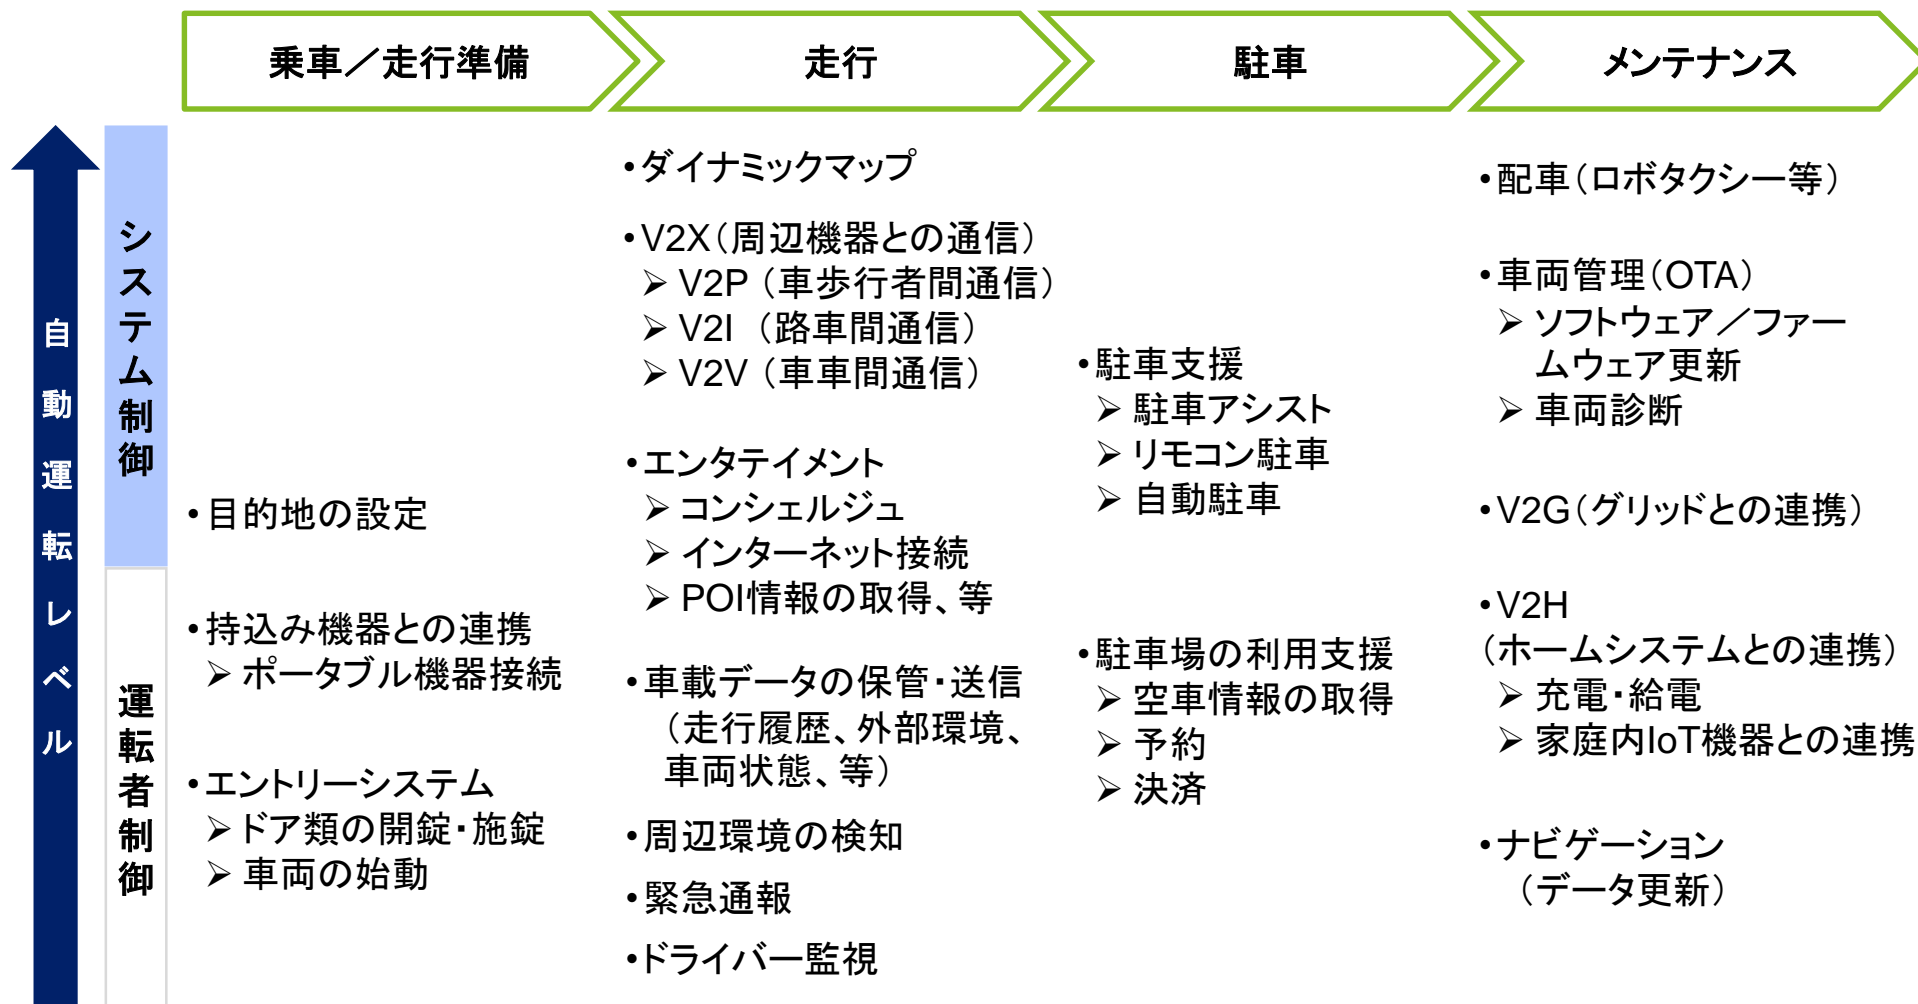 乗車／走行準備
走行
駐車
メンテナンス
自動運転レベル
システム制御
運転者制御
•目的地の設定
•持込み機器との連携
➢ ポータブル機器接続
•エントリーシステム
➢ ドア類の開錠・施錠
➢ 車両の始動
•ダイナミックマップ
•V2X（周辺機器との通信）
➢ V2P（車歩行者間通信）
➢ V2I （路車間通信）
➢ V2V（車車間通信）
•エンタテイメント
➢ コンシェルジュ
➢ インターネット接続
➢ POI情報の取得、等
•車載データの保管・送信
（走行履歴、外部環境、
車両状態、等）
•周辺環境の検知
•緊急通報
•ドライバー監視
•駐車支援
➢ 駐車アシスト
➢ リモコン駐車
➢ 自動駐車
•駐車場の利用支援
➢ 空車情報の取得
➢ 予約
➢ 決済
•配車（ロボタクシー等）
•車両管理（OTA）
➢ ソフトウェア／ファー
ムウェア更新
➢ 車両診断
•V2G（グリッドとの連携）
•V2H
（ホームシステムとの連携）
➢ 充電・給電
➢ 家庭内IoT機器との連携
•ナビゲーション
（データ更新）